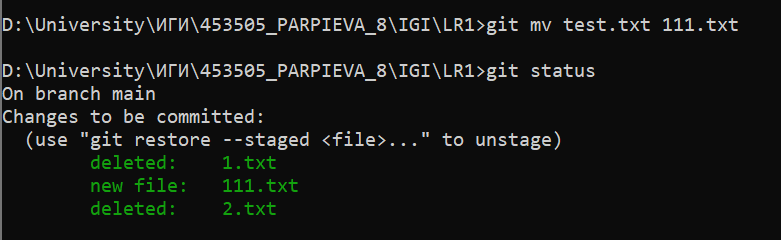 D:\University\ИГИ\453505_PARPIEVA_8\IGI\LR1>git mv test.txt 111.txt
D:\University\ИГИ\453505_PARPIEVA_8\IGI\LR1>git status
On branch main
Changes to be committed:
  (use "git restore --staged <file>..." to unstage)
        deleted:    1.txt
        new file:   111.txt
        deleted:    2.txt